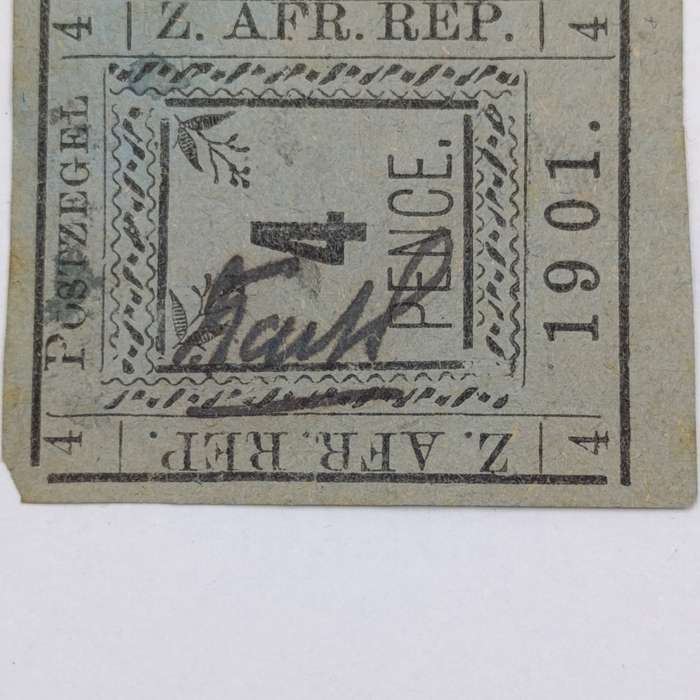 4 Z. AFR. REP. 4
POSTZEGEL
4
PENCE.
1901.
4 Z. AFR. REP. 4